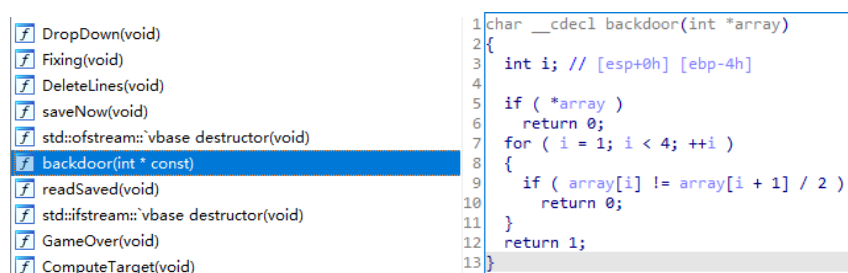 DropDown(void)
Fixing(void)
DeleteLines(void)
saveNow(void)
std::ofstream::`vbase destructor(void)
backdoor(int * const)
readSaved(void)
std::ifstream::`vbase destructor(void)
GameOver(void)
ComputeTarget(void)
1 char __cdecl backdoor(int *array)
2 {
3   int i; // [esp+0h] [ebp-4h]
4
5   if ( *array )
6     return 0;
7   for ( i = 1; i < 4; ++i )
8   {
9     if ( array[i] != array[i + 1] / 2 )
10       return 0;
11   }
12   return 1;
13 }